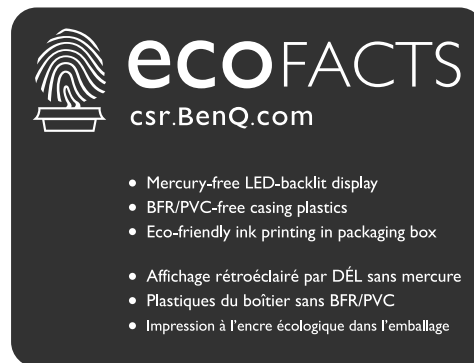 ecoFACTS
csr.BenQ.com
• Mercury-free LED-backlit display
• BFR/PVC-free casing plastics
• Eco-friendly ink printing in packaging box
• Affichage rétroéclairé par DÉL sans mercure
• Plastiques du boîtier sans BFR/PVC
• Impression à l'encre écologique dans l'emballage